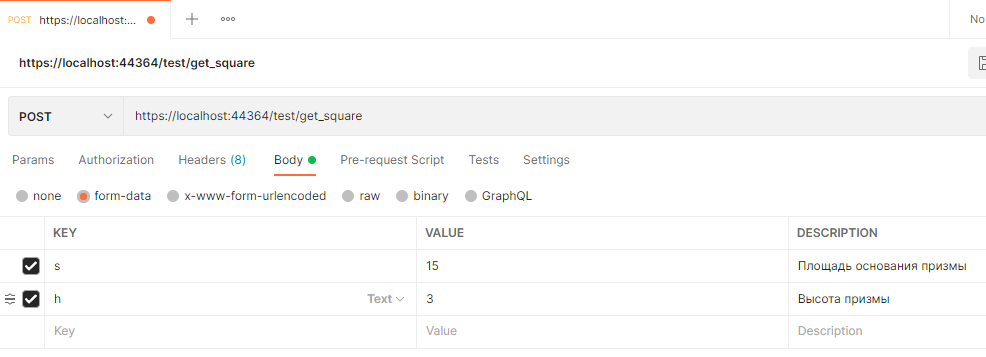 POST https://localhost:... No
https://localhost:44364/test/get_square
POST https://localhost:44364/test/get_square
Params Authorization Headers (8) Body Pre-request Script Tests Settings
none form-data x-www-form-urlencoded raw binary GraphQL
KEY VALUE DESCRIPTION
s 15 Площадь основания призмы
h Text 3 Высота призмы
Key Value Description